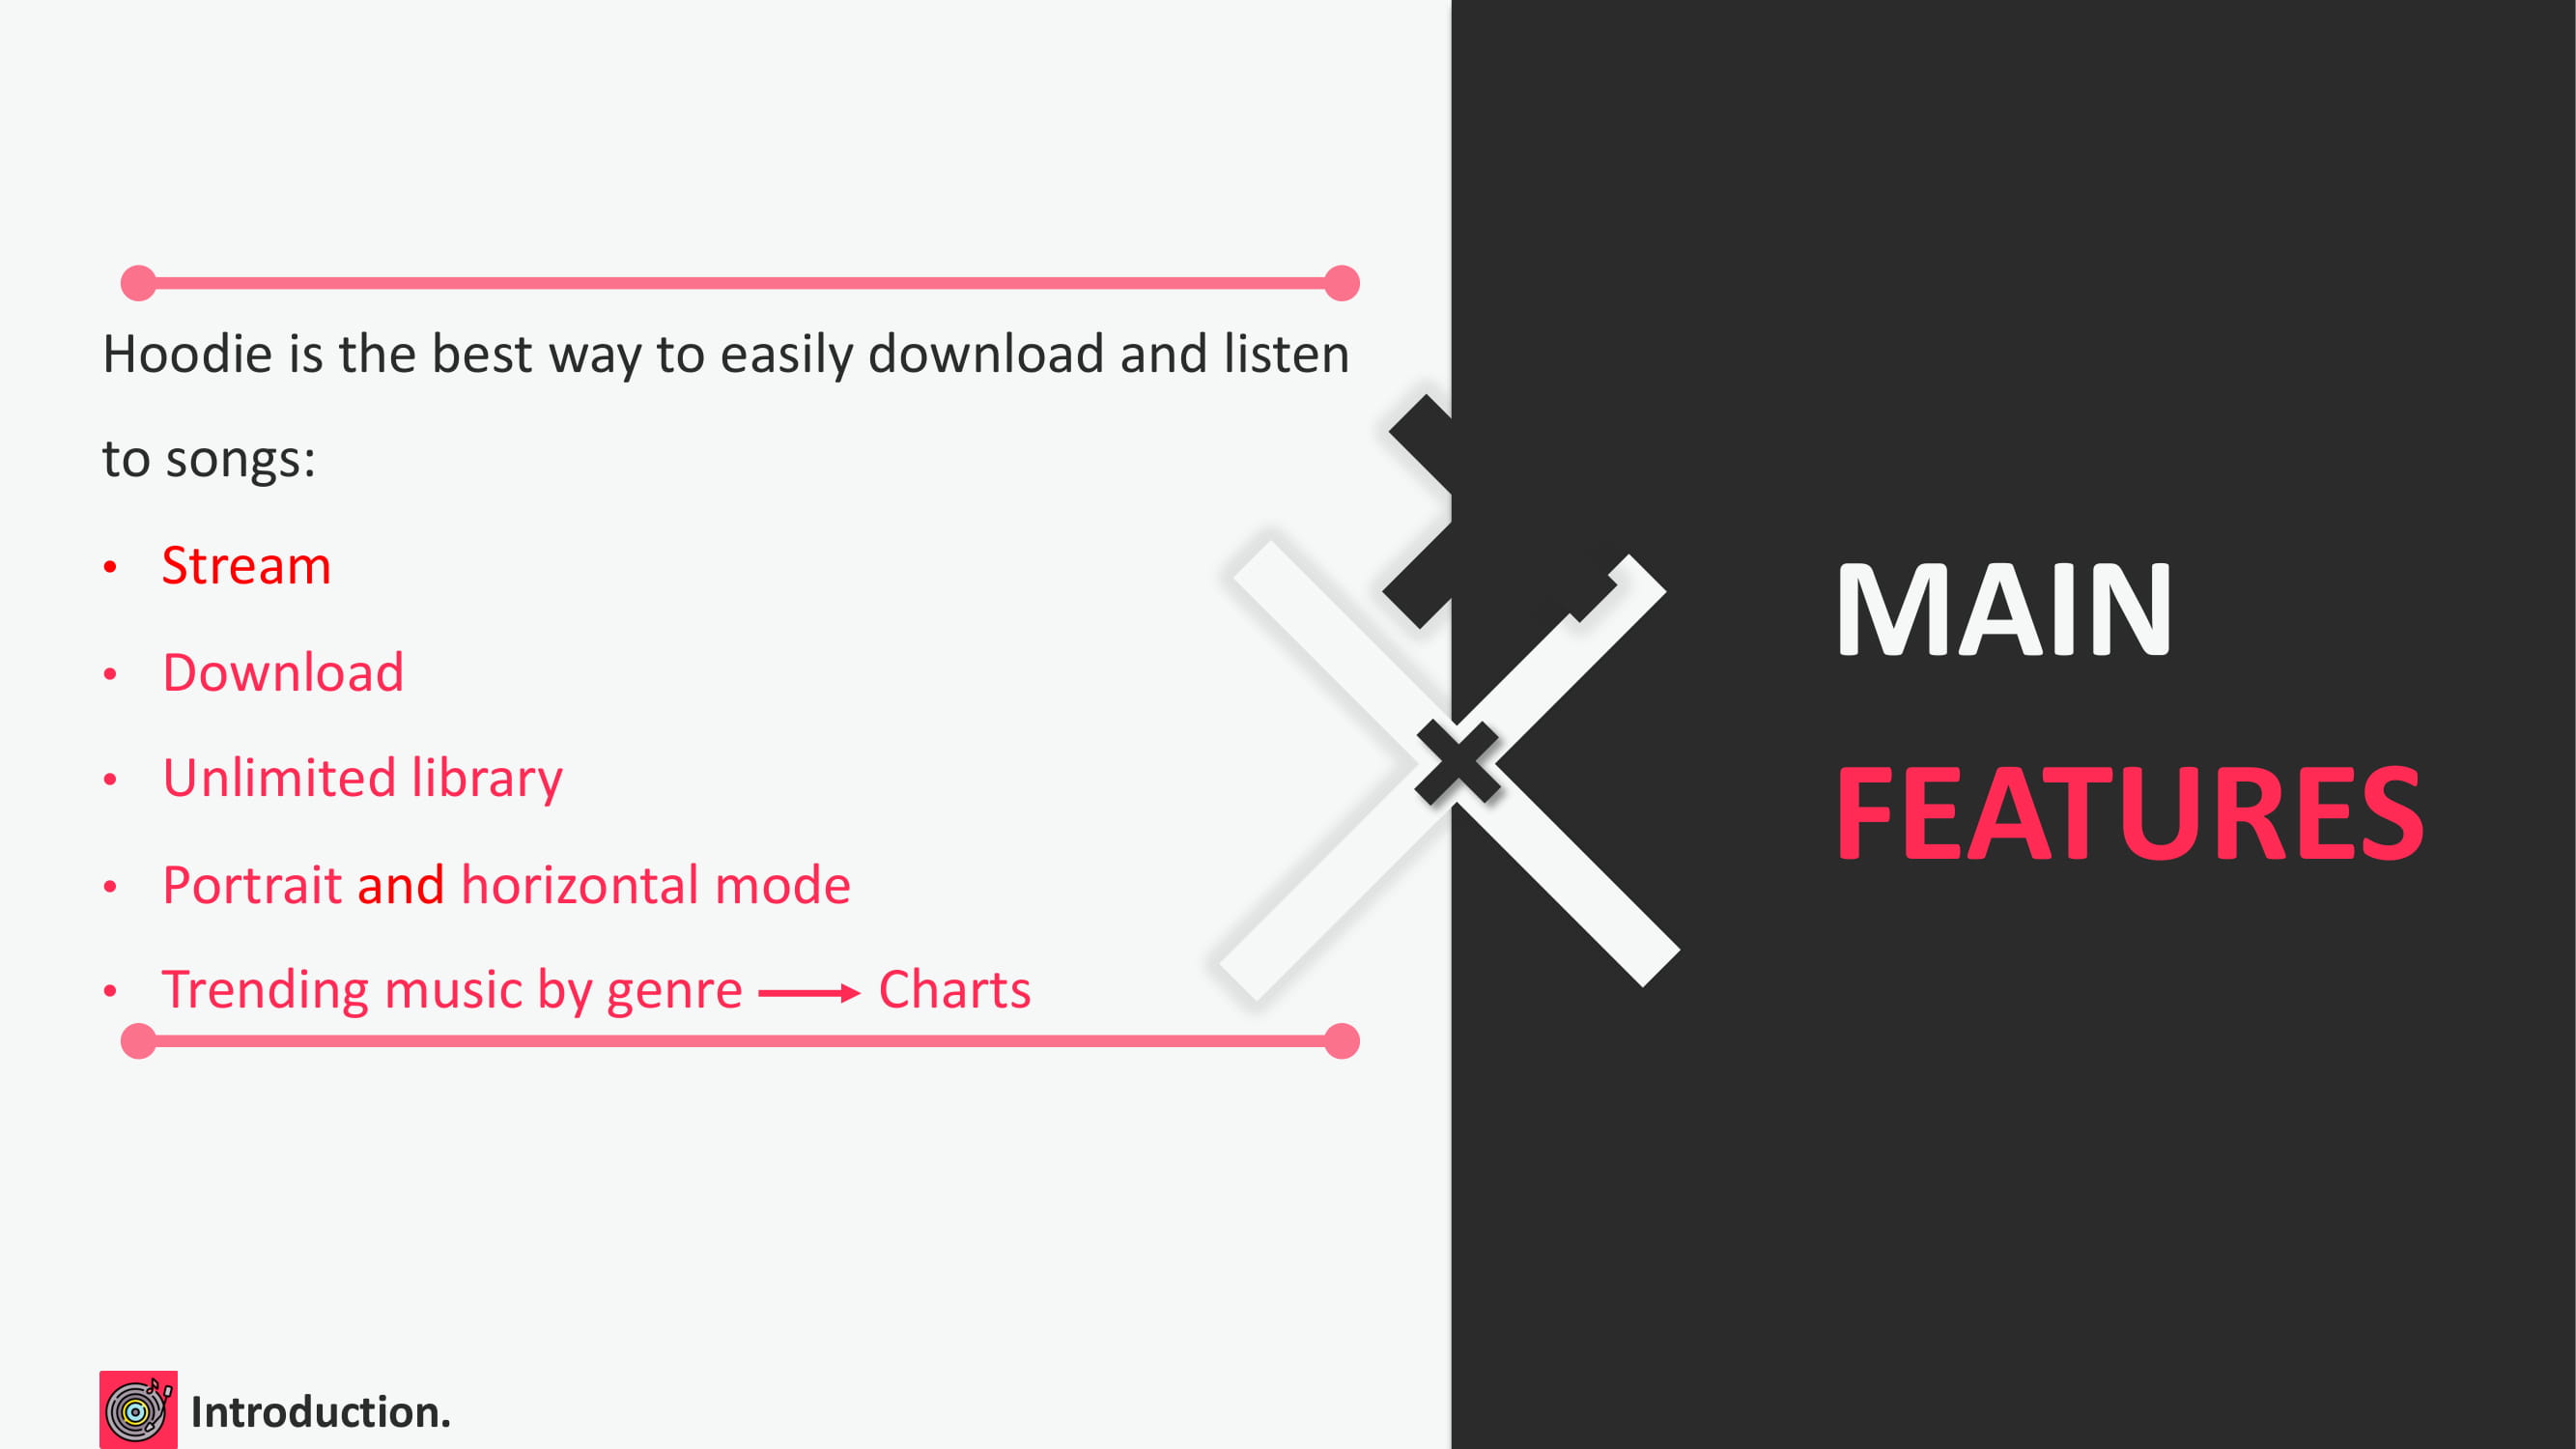 Hoodie is the best way to easily download and listen
to songs:
• Stream
• Download
• Unlimited library
• Portrait and horizontal mode
• Trending music by genre ⟶ Charts
MAIN
FEATURES
Introduction.